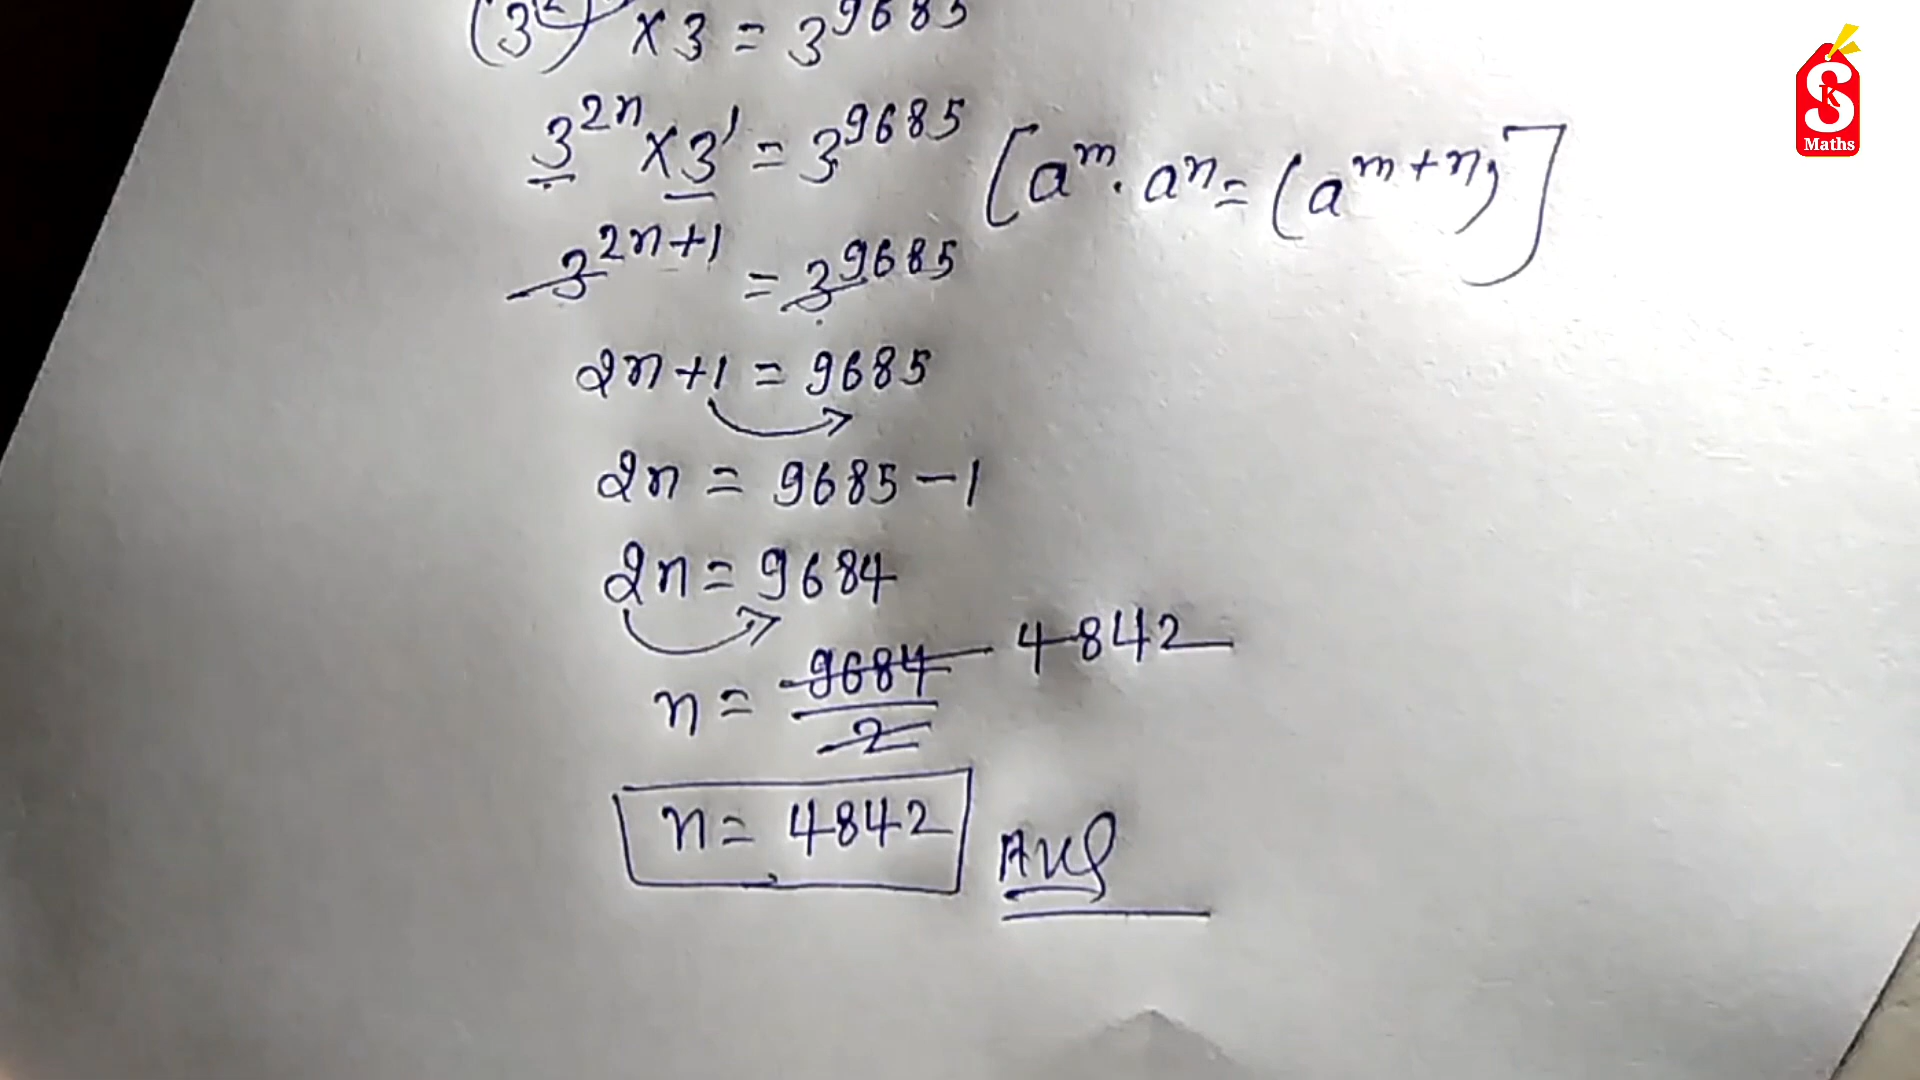 (3²) × 3 = 3⁹⁶⁸⁵
3²ⁿ × 3¹ = 3⁹⁶⁸⁵ [aᵐ · aⁿ = (aᵐ⁺ⁿ)]
3²ⁿ⁺¹ = 3⁹⁶⁸⁵
2n+1 = 9685
2n = 9685 - 1
2n = 9684
n = 9684/2 4842
n = 4842 Ans
SK
Maths